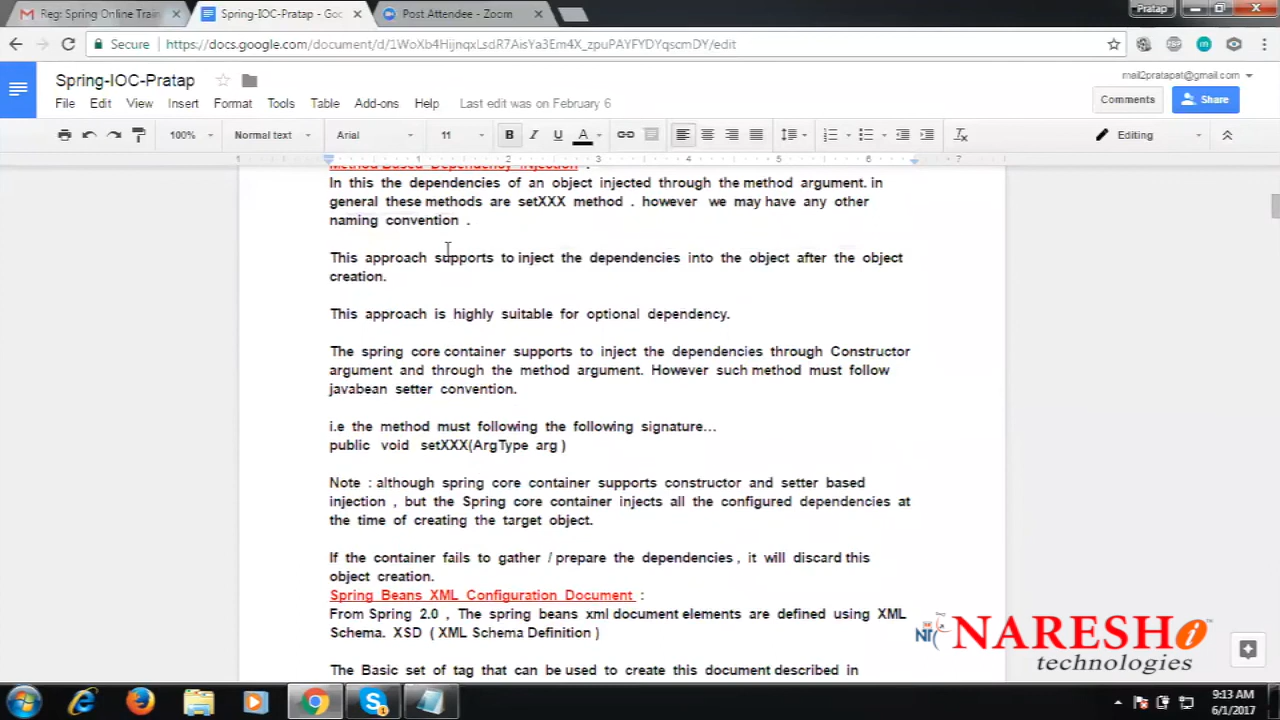 Reg: Spring Online Train
Spring-IOC-Pratap - Goo
Post Attendee - Zoom
Pratap
Secure
https://docs.google.com/document/d/1WoXb4HijnqxLsdR7AisYa3Em4X_zpuPAYFYDYqscmDY/edit
Spring-IOC-Pratap
mail2pratapat@gmail.com
File Edit View Insert Format Tools Table Add-ons Help Last edit was on February 6
Comments
Share
100% Normal text Arial 11 B I U A Editing
1 1 2 3 4 5 6 7
Method Based Dependency Injection :
In this the dependencies of an object injected through the method argument. in
general these methods are setXXX method . however we may have any other
naming convention .
This approach supports to inject the dependencies into the object after the object
creation.
This approach is highly suitable for optional dependency.
The spring core container supports to inject the dependencies through Constructor
argument and through the method argument. However such method must follow
javabean setter convention.
i.e the method must following the following signature...
public void setXXX(ArgType arg )
Note : although spring core container supports constructor and setter based
injection , but the Spring core container injects all the configured dependencies at
the time of creating the target object.
If the container fails to gather / prepare the dependencies , it will discard this
object creation.
Spring Beans XML Configuration Document :
From Spring 2.0 , The spring beans xml document elements are defined using XML
Schema. XSD ( XML Schema Definition )
The Basic set of tag that can be used to create this document described in
NARESH i
technologies
9:13 AM
6/1/2017